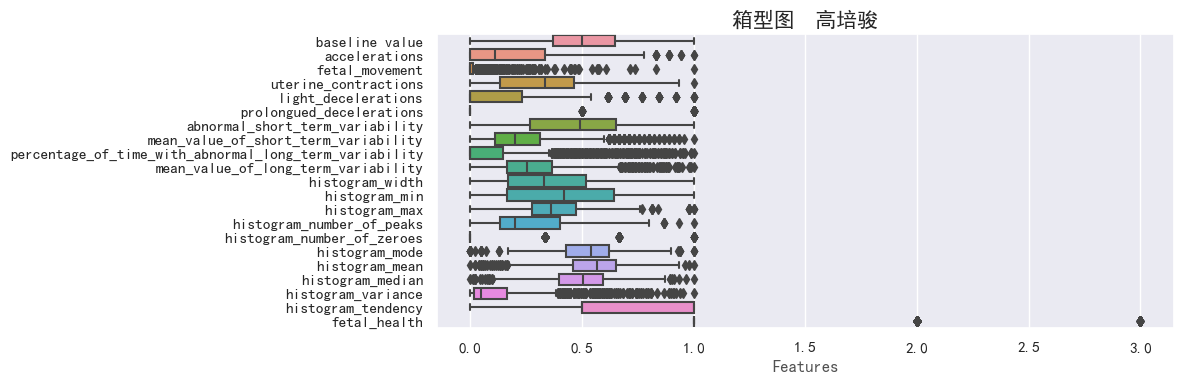 箱型图 高培骏
baseline value
accelerations
fetal_movement
uterine_contractions
light_decelerations
prolongued_decelerations
abnormal_short_term_variability
mean_value_of_short_term_variability
percentage_of_time_with_abnormal_long_term_variability
mean_value_of_long_term_variability
histogram_width
histogram_min
histogram_max
histogram_number_of_peaks
histogram_number_of_zeroes
histogram_mode
histogram_mean
histogram_median
histogram_variance
histogram_tendency
fetal_health
0.0 0.5 1.0 1.5 2.0 2.5 3.0
Features